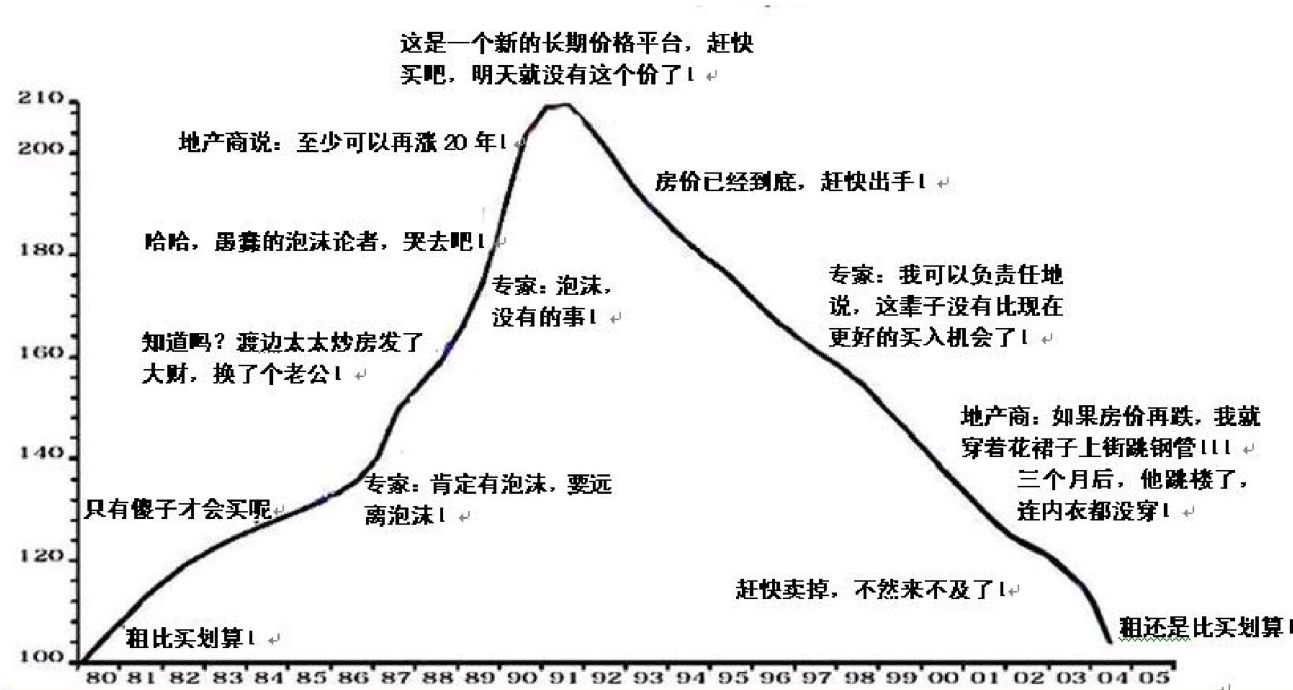 这是一个新的长期价格平台，赶快
买吧，明天就没有这个价了！
210
地产商说：至少可以再涨 20 年！
200
房价已经到底，赶快出手！
哈哈，愚蠢的泡沫论者，哭去吧！
180
专家：泡沫，
没有的事！
专家：我可以负责任地
说，这辈子没有比现在
更好的买入机会了！
知道吗？渡边太太炒房发了
大财，换了个老公！
160
地产商：如果房价再跌，我就
穿着花裙子上街跳钢管！！！
三个月后，他跳楼了，
连内衣都没穿！
140
专家：肯定有泡沫，要远
离泡沫！
只有傻子才会买呢
120
赶快卖掉，不然来不及了！
租比买划算！
租还是比买划算！
100
80 81 82 83 84 85 86 87 88 89 90 91 92 93 94 95 96 97 98 99 00 01 02 03 04 05